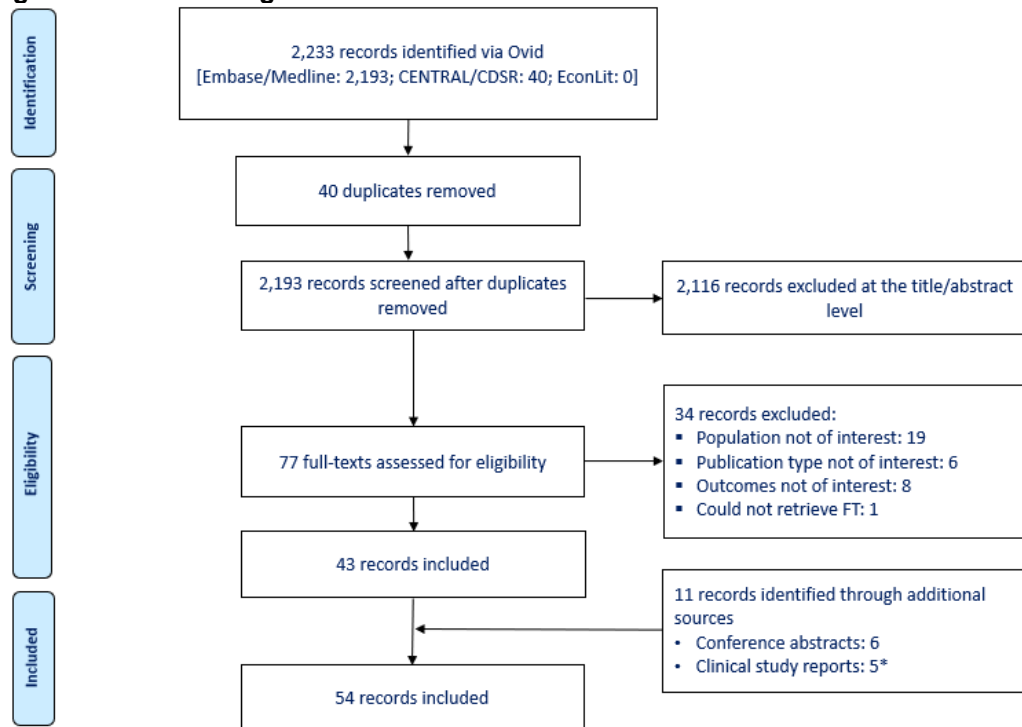 Identification
2,233 records identified via Ovid
[Embase/Medline: 2,193; CENTRAL/CDSR: 40; EconLit: 0]
40 duplicates removed
Screening
2,193 records screened after duplicates
removed
2,116 records excluded at the title/abstract
level
Eligibility
77 full-texts assessed for eligibility
34 records excluded:
▪ Population not of interest: 19
▪ Publication type not of interest: 6
▪ Outcomes not of interest: 8
▪ Could not retrieve FT: 1
43 records included
Included
11 records identified through additional
sources
• Conference abstracts: 6
• Clinical study reports: 5*
54 records included